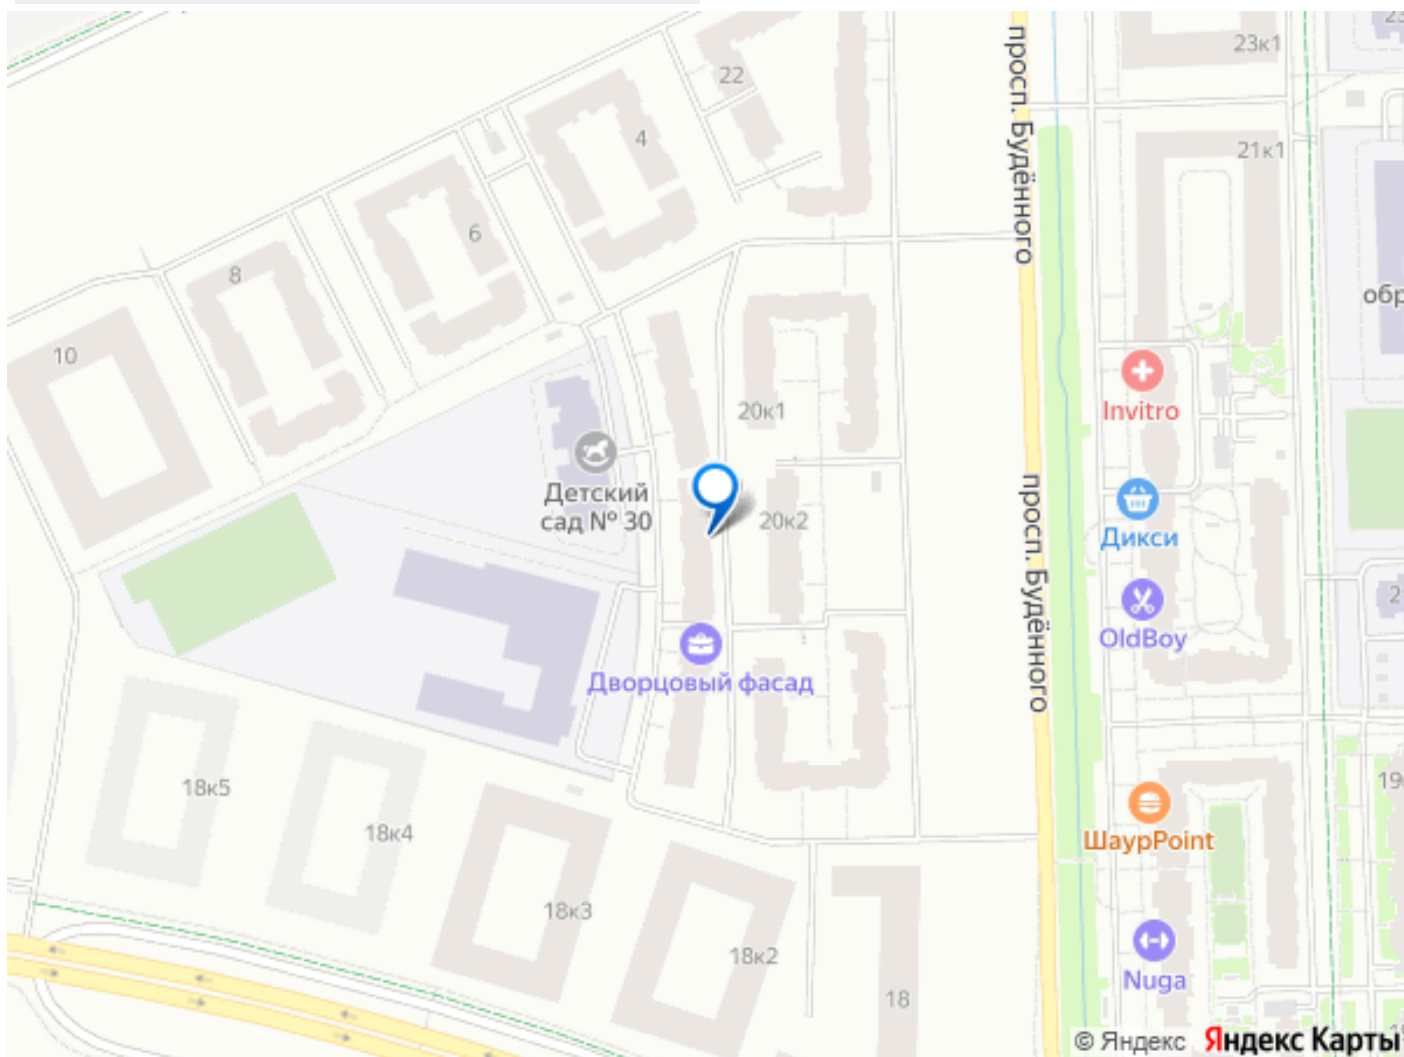 23к1
22
4
21к1
просп. Будённого
6
8
обр
10
Invitro
20к1
Детский
сад № 30
20к2
Дикси
просп. Будённого
OldBoy
Дворцовый фасад
18к5
18к4
ШаурPoint
18к3
18к2
Nuga
18
© Яндекс
Яндекс Карты